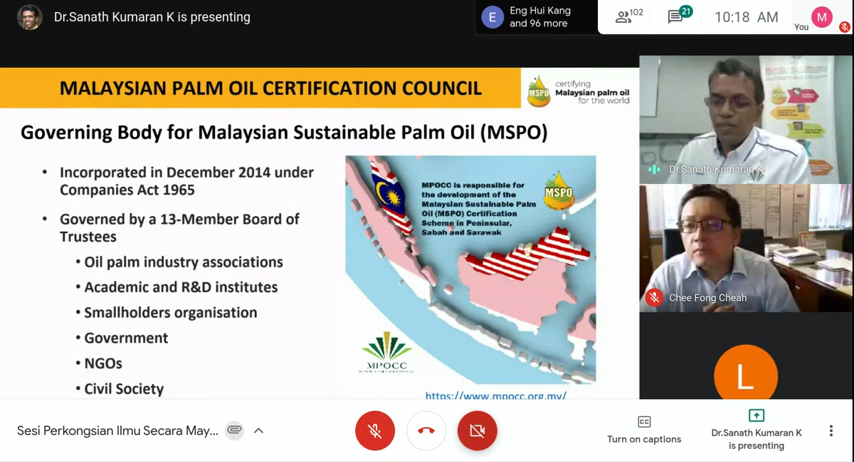 Dr.Sanath Kumaran K is presenting
E
Eng Hui Kang
and 96 more
102
21
10:18 AM
You
M
MALAYSIAN PALM OIL CERTIFICATION COUNCIL
MSPO
certifying
Malaysian palm oil
for the world
Governing Body for Malaysian Sustainable Palm Oil (MSPO)
• Incorporated in December 2014 under
Companies Act 1965
• Governed by a 13-Member Board of
Trustees
• Oil palm industry associations
• Academic and R&D institutes
• Smallholders organisation
• Government
• NGOs
• Civil Society
MPOCC is responsible for
the development of the
Malaysian Sustainable Palm
Oil (MSPO) Certification
Scheme in Peninsular,
Sabah and Sarawak
MSPO
MPOCC
https://www.mpocc.org.my/
Dr.Sanath Kumaran K
Chee Fong Cheah
L
Sesi Perkongsian Ilmu Secara May...
CC
Turn on captions
Dr.Sanath Kumaran K
is presenting